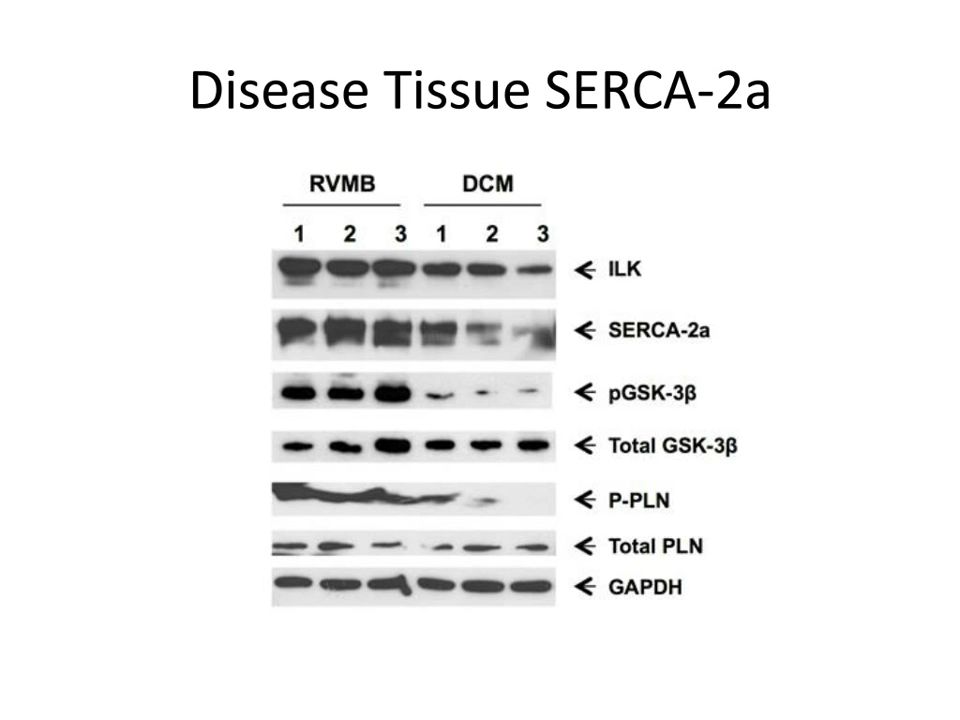 Disease Tissue SERCA-2a
RVMB DCM
1 2 3 1 2 3
ILK
SERCA-2a
pGSK-3β
Total GSK-3β
P-PLN
Total PLN
GAPDH